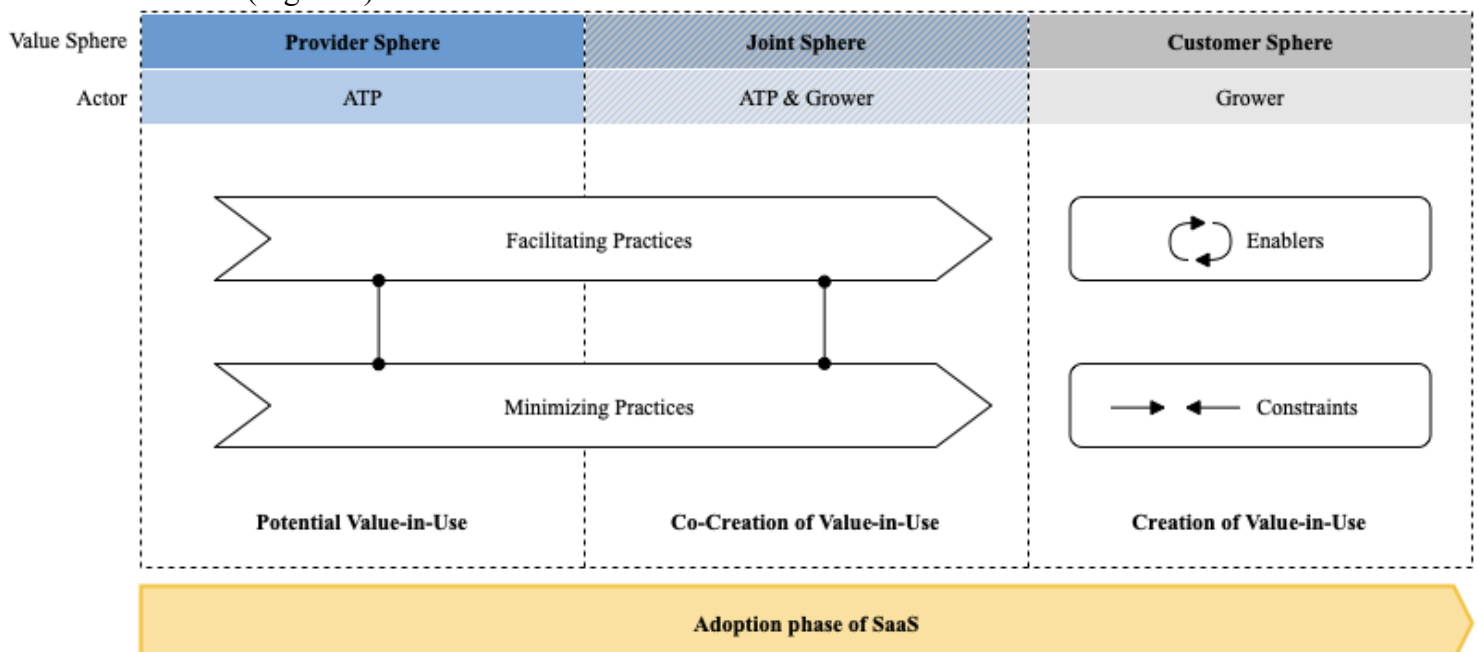 Value Sphere
Provider Sphere
Joint Sphere
Customer Sphere
Actor
ATP
ATP & Grower
Grower
Facilitating Practices
Enablers
Minimizing Practices
Constraints
Potential Value-in-Use
Co-Creation of Value-in-Use
Creation of Value-in-Use
Adoption phase of SaaS